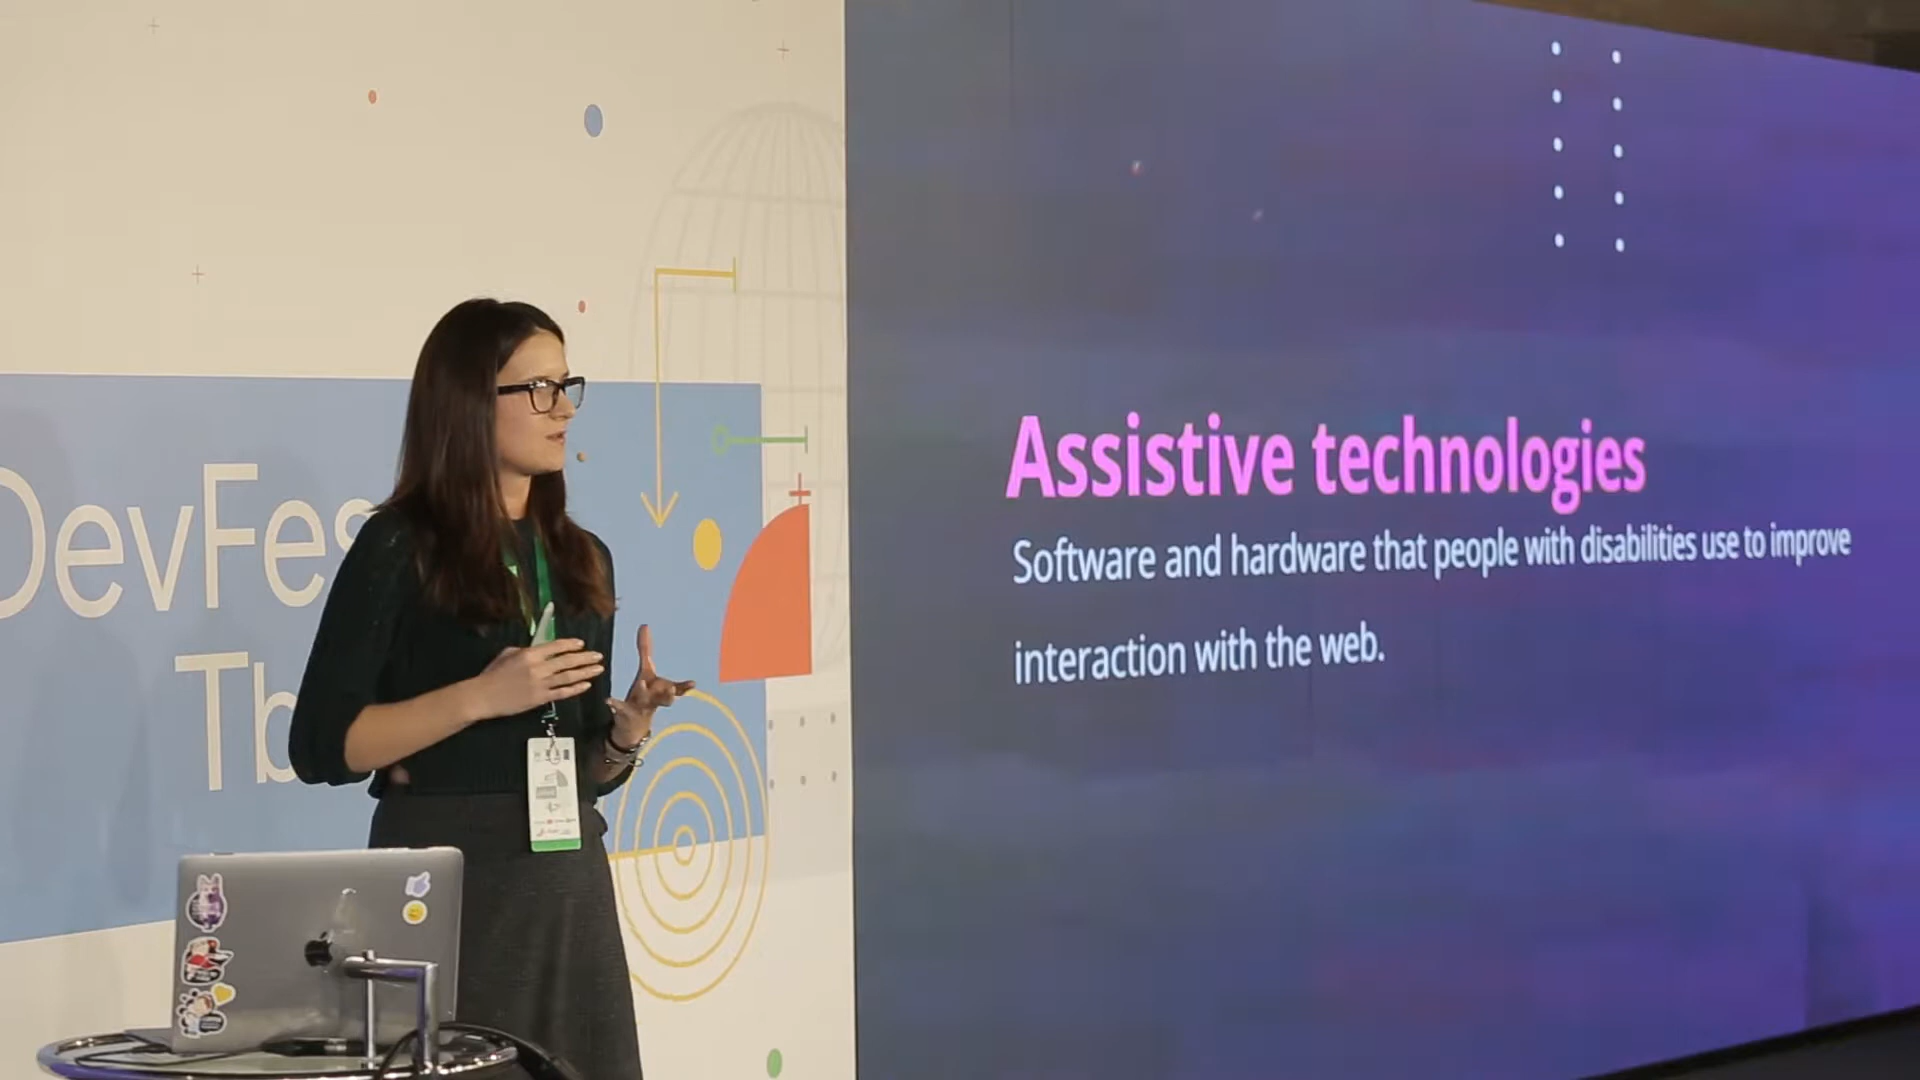 DevFes
Tb
Assistive technologies
Software and hardware that people with disabilities use to improve
interaction with the web.